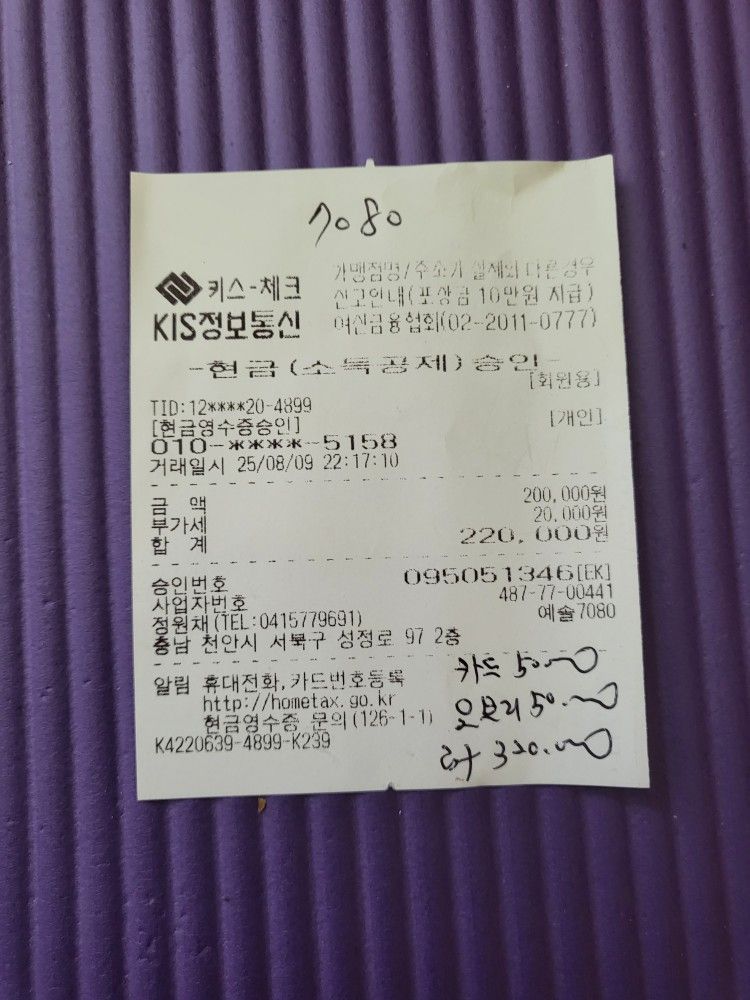 7080
키스-체크
KIS정보통신
가맹점명/주소가 실제와 다른경우
신고안내(포상금 10만원 지급)
여신금융협회(02-2011-0777)
-현금(소득공제)승인-
[회원용]
TID:12****20-4899
[현금영수증승인]
[개인]
010-****-5158
거래일시 25/08/09 22:17:10
금 액 200,000원
부가세 20,000원
합 계 220,000원
승인번호 095051346[EK]
사업자번호 487-77-00441
정원채(TEL:0415779691) 예술7080
충남 천안시 서북구 성정로 97 2층
알림 휴대전화,카드번호등록
http://hometax.go.kr
현금영수증 문의(126-1-1)
K4220639-4899-K239
카드 50.000
오브리 50.000
320.000